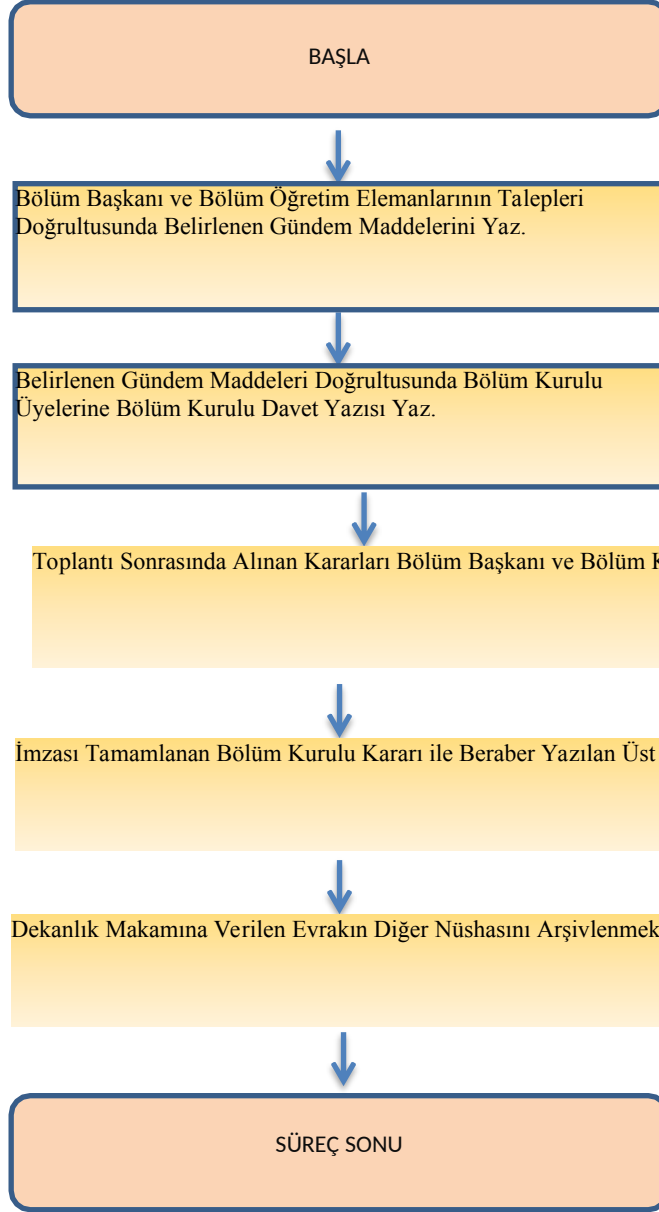 BAŞLA
Bölüm Başkanı ve Bölüm Öğretim Elemanlarının Talepleri
Doğrultusunda Belirlenen Gündem Maddelerini Yaz.
Belirlenen Gündem Maddeleri Doğrultusunda Bölüm Kurulu
Üyelerine Bölüm Kurulu Davet Yazısı Yaz.
Toplantı Sonrasında Alınan Kararları Bölüm Başkanı ve Bölüm K
İmzası Tamamlanan Bölüm Kurulu Kararı ile Beraber Yazılan Üst
Dekanlık Makamına Verilen Evrakın Diğer Nüshasını Arşivlenmek
SÜREÇ SONU